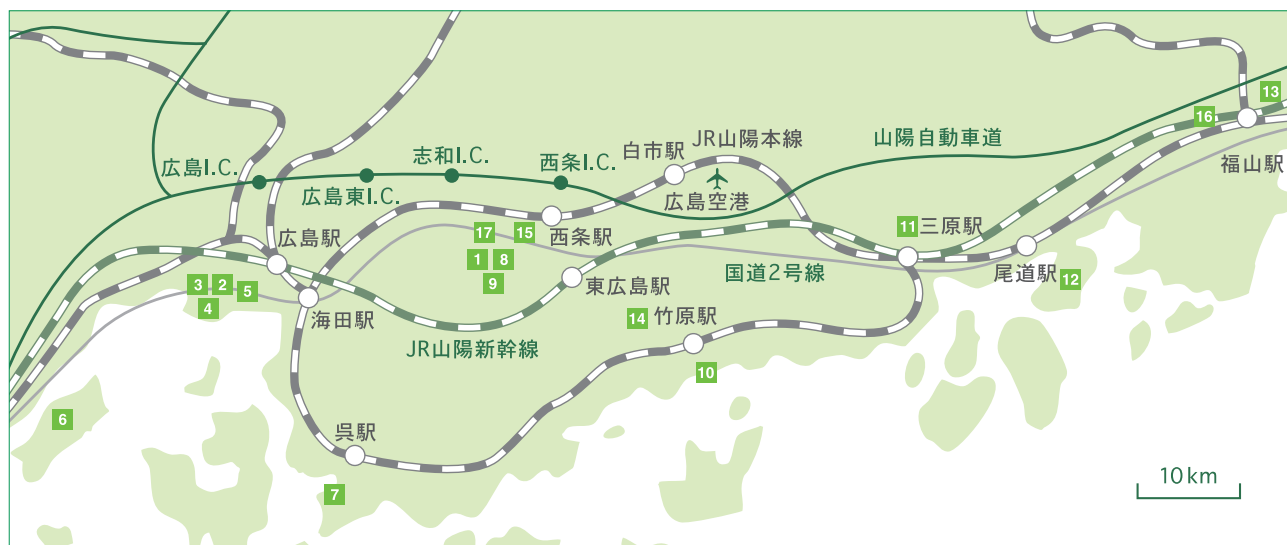 13
16
福山駅
山陽自動車道
JR山陽本線
白市駅
広島空港
志和I.C.
西条I.C.
広島I.C.
広島東I.C.
広島駅
17
15
西条駅
11
三原駅
1
8
9
東広島駅
国道2号線
尾道駅
12
3
2
5
4
海田駅
14
竹原駅
JR山陽新幹線
10
6
呉駅
7
10km